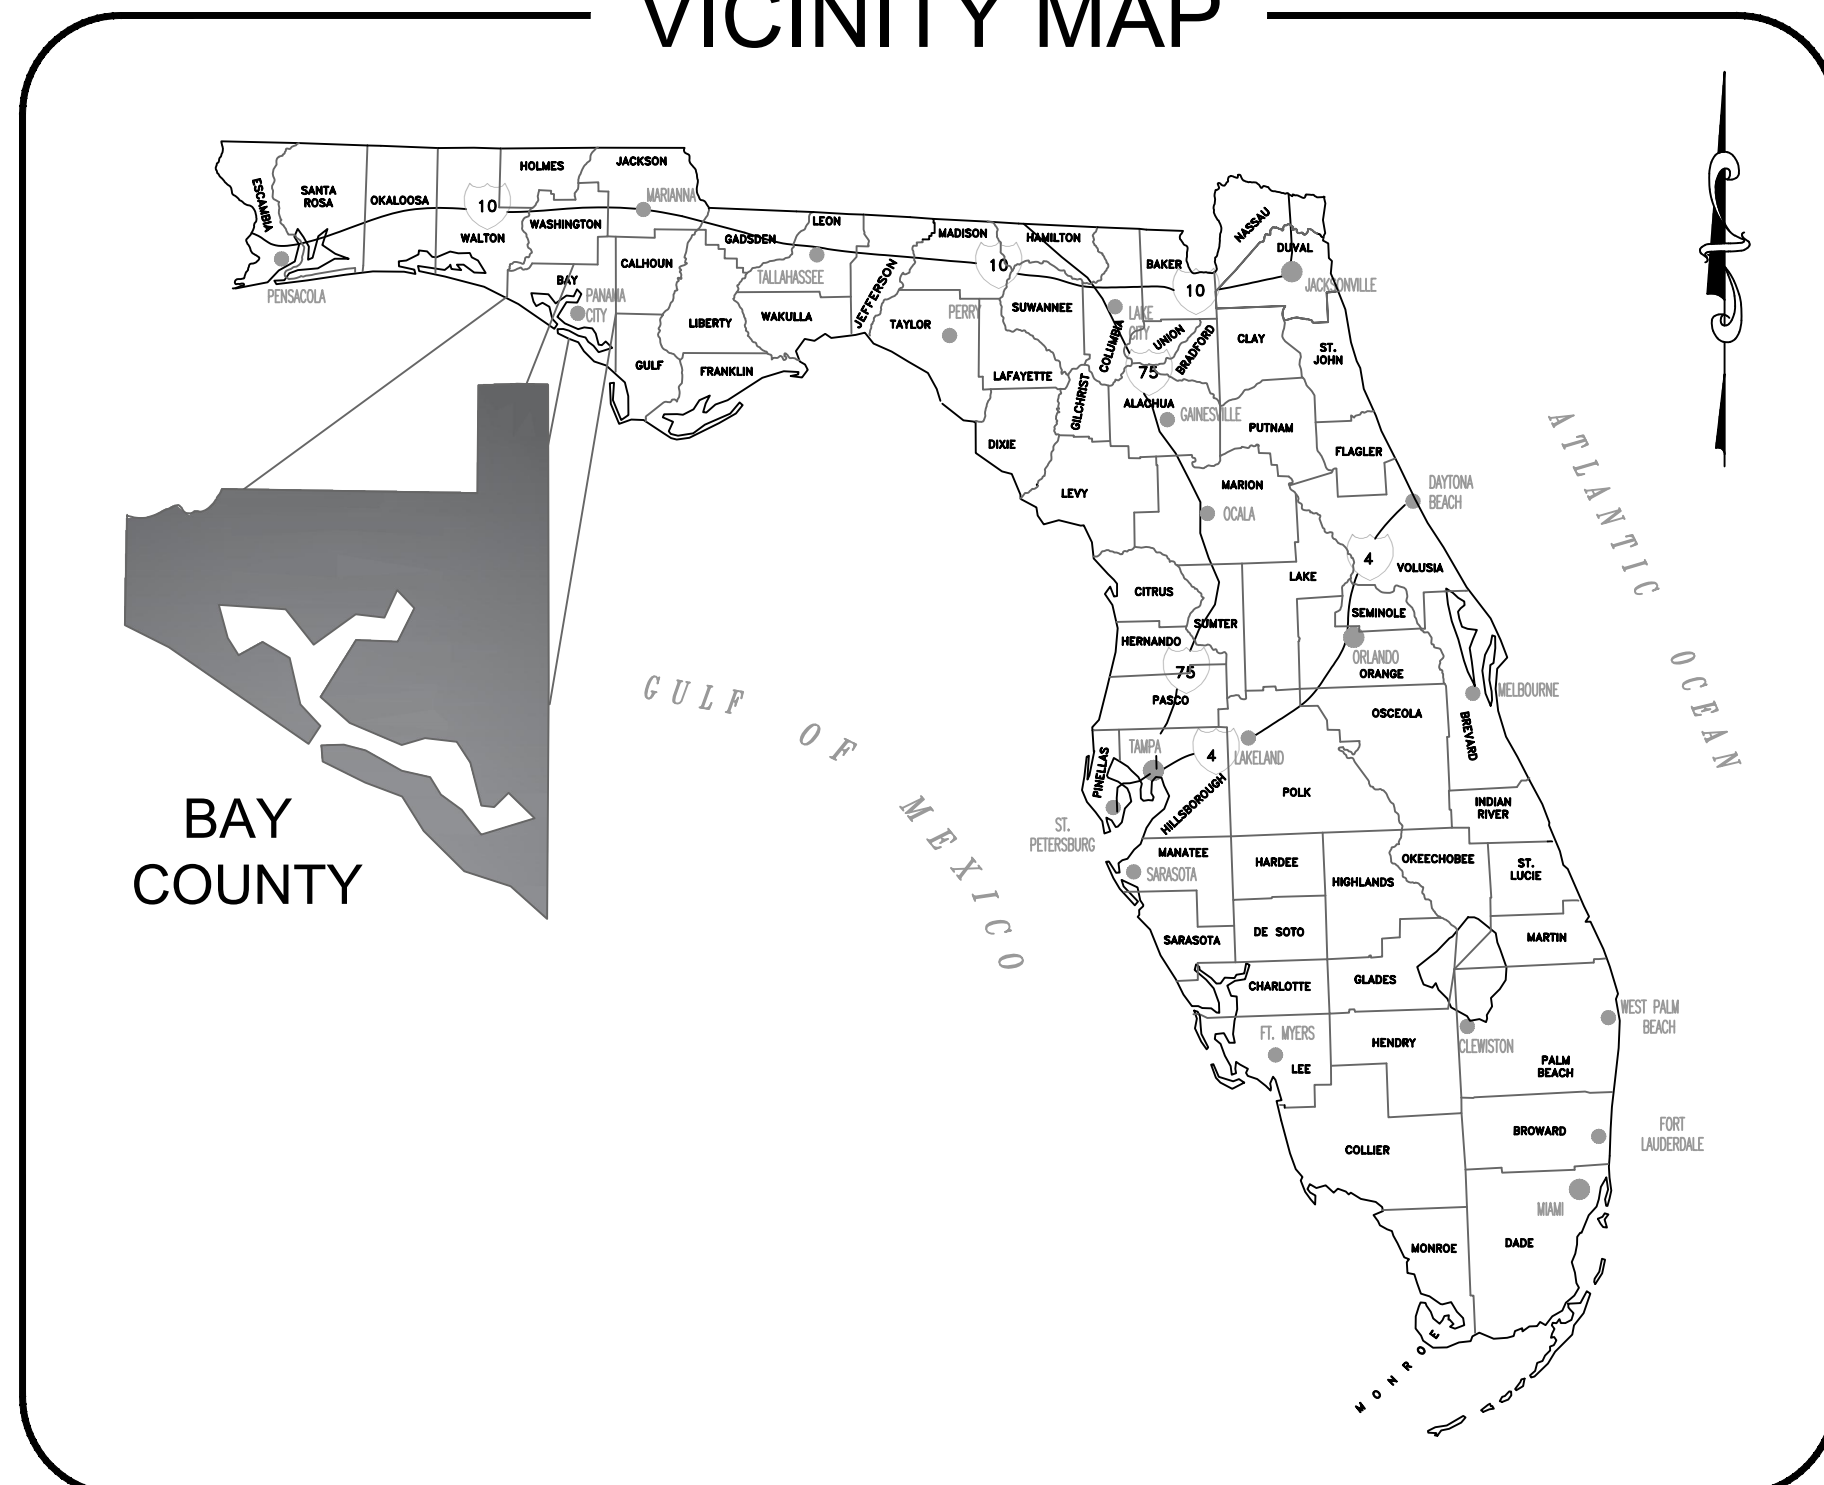 VICINITY MAP
HOLMES
JACKSON
ESCAMBIA
SANTA
ROSA
OKALOOSA
10
MARIANNA
WALTON
WASHINGTON
LEON
GADSDEN
MADISON
HAMILTON
NASSAU
DUVAL
CALHOUN
TALLAHASSEE
JEFFERSON
10
BAKER
10
JACKSONVILLE
PENSACOLA
BAY
PANAMA
CITY
LIBERTY
WAKULLA
TAYLOR
PERRY
SUWANNEE
COLUMBIA
LAKE
CITY
UNION
BRADFORD
CLAY
ST.
JOHN
GULF
FRANKLIN
LAFAYETTE
GILCHRIST
75
ALACHUA
GAINESVILLE
PUTNAM
DIXIE
FLAGLER
LEVY
MARION
OCALA
DAYTONA
BEACH
ATLANTIC OCEAN
4
VOLUSIA
LAKE
CITRUS
SUMTER
SEMINOLE
HERNANDO
ORLANDO
ORANGE
75
PASCO
MELBOURNE
OSCEOLA
BREVARD
GULF OF MEXICO
TAMPA
4
LAKELAND
PINELLAS
HILLSBOROUGH
POLK
INDIAN
RIVER
ST.
PETERSBURG
BAY
COUNTY
MANATEE
SARASOTA
HARDEE
HIGHLANDS
OKEECHOBEE
ST.
LUCIE
SARASOTA
DE SOTO
MARTIN
CHARLOTTE
GLADES
WEST PALM
BEACH
FT. MYERS
LEE
HENDRY
CLEWISTON
PALM
BEACH
BROWARD
FORT
LAUDERDALE
COLLIER
MIAMI
MONROE
DADE
MONROE